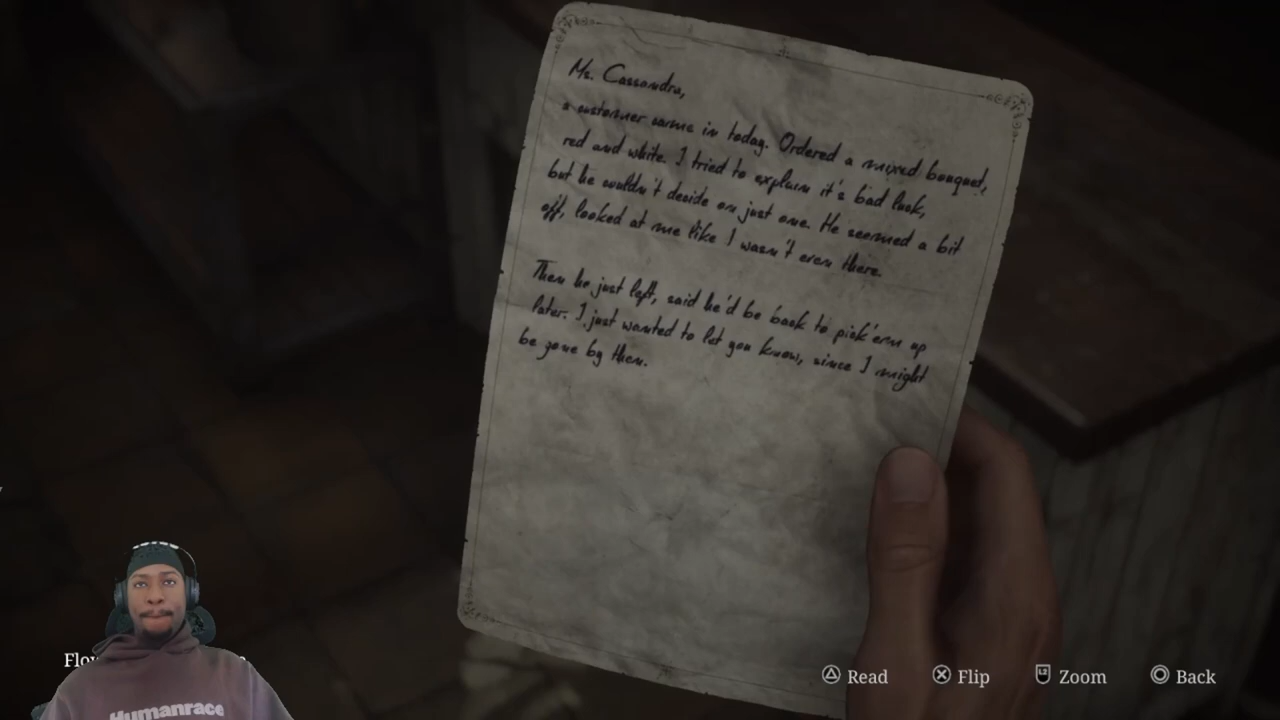 Ms. Cassandra,
a customer came in today. Ordered a mixed bouquet,
red and white. I tried to explain it's bad luck,
but he wouldn't decide on just one. He seemed a bit
off, looked at me like I wasn't even there.
Then he just left, said he'd be back to pick'em up
later. I just wanted to let you know, since I might
be gone by then.
Flo
Humanrace
Read
Flip
L2
Zoom
Back